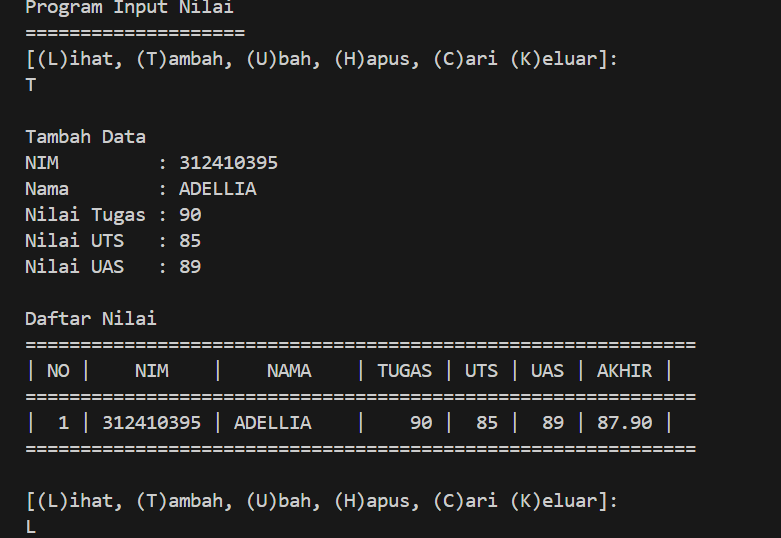 Program Input Nilai
====================
[(L)ihat, (T)ambah, (U)bah, (H)apus, (C)ari (K)eluar]:
T
Tambah Data
NIM         : 312410395
Nama        : ADELLIA
Nilai Tugas : 90
Nilai UTS   : 85
Nilai UAS   : 89
Daftar Nilai
=============================================================
| NO |    NIM    |    NAMA    | TUGAS | UTS | UAS | AKHIR |
=============================================================
|  1 | 312410395 | ADELLIA    |    90 |  85 |  89 | 87.90 |
=============================================================
[(L)ihat, (T)ambah, (U)bah, (H)apus, (C)ari (K)eluar]:
L